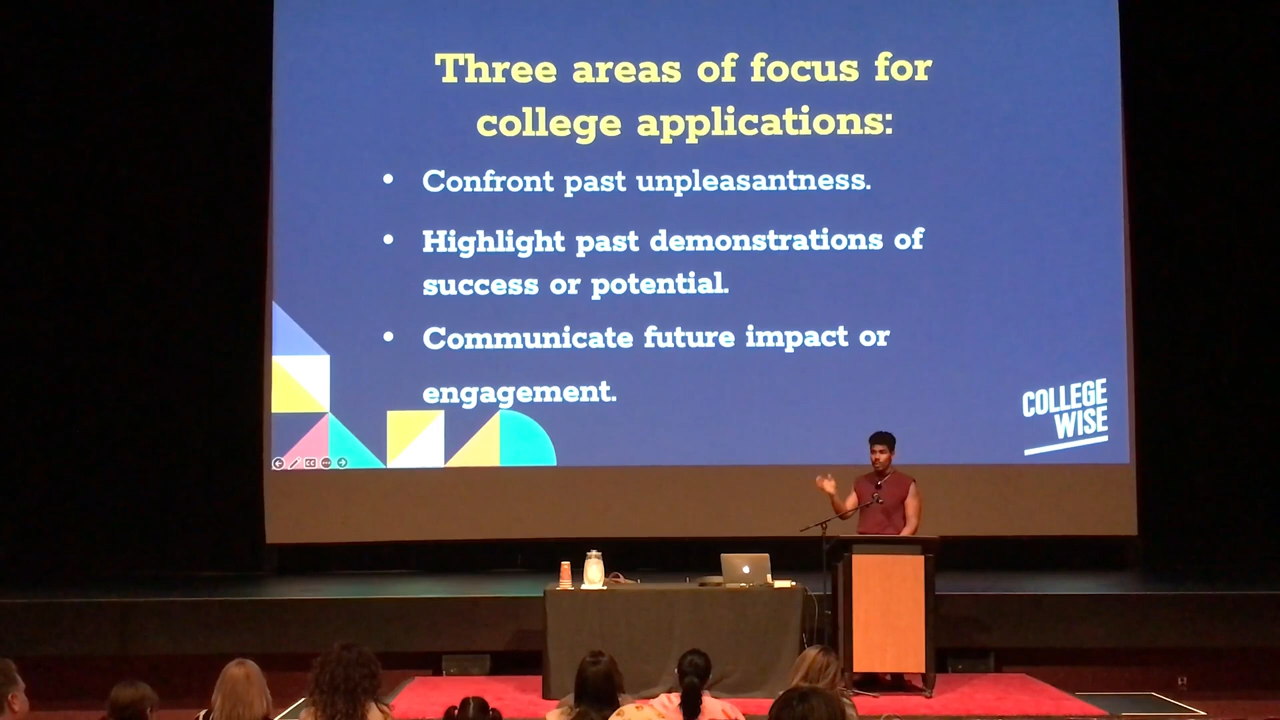 Three areas of focus for
college applications:
• Confront past unpleasantness.
• Highlight past demonstrations of
success or potential.
• Communicate future impact or
engagement.
COLLEGE
WISE
CC